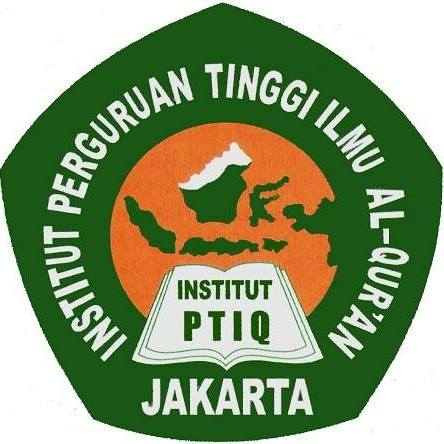 INSTITUT PERGURUAN TINGGI ILMU AL-QUR'AN
INSTITUT
PTIQ
JAKARTA